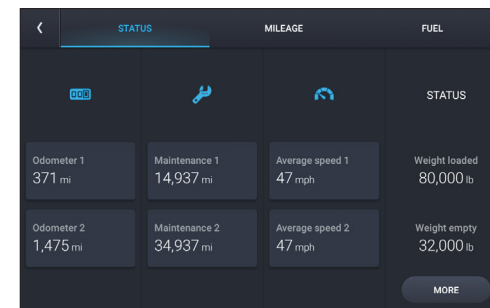 STATUS
MILEAGE
FUEL
STATUS
Odometer 1
371 mi
Maintenance 1
14,937 mi
Average speed 1
47 mph
Weight loaded
80,000 lb
Odometer 2
1,475 mi
Maintenance 2
34,937 mi
Average speed 2
47 mph
Weight empty
32,000 lb
MORE